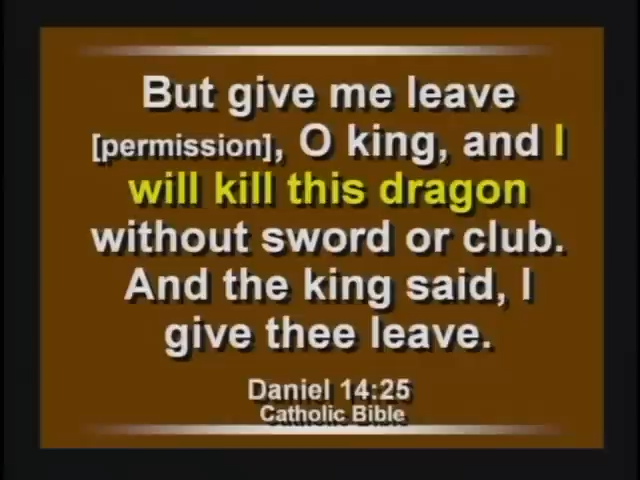 But give me leave
[permission], O king, and I
will kill this dragon
without sword or club.
And the king said, I
give thee leave.
Daniel 14:25
Catholic Bible